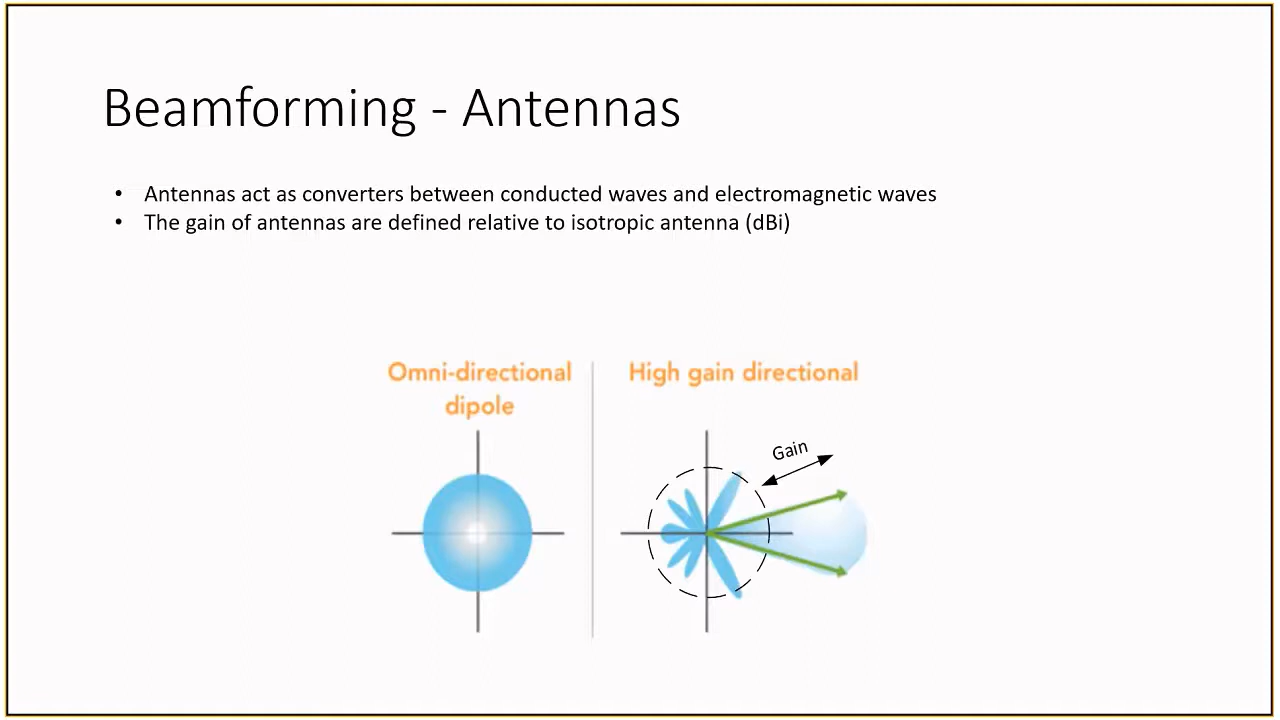 Beamforming - Antennas
• Antennas act as converters between conducted waves and electromagnetic waves
• The gain of antennas are defined relative to isotropic antenna (dBi)
Omni-directional
dipole
High gain directional
Gain